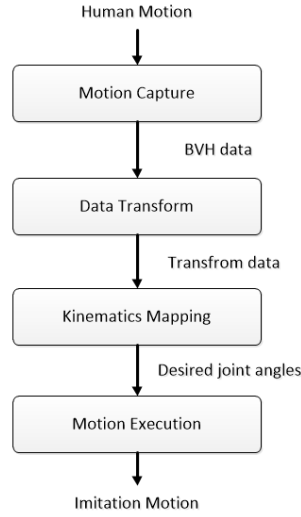 Human Motion
Motion Capture
BVH data
Data Transform
Transfrom data
Kinematics Mapping
Desired joint angles
Motion Execution
Imitation Motion